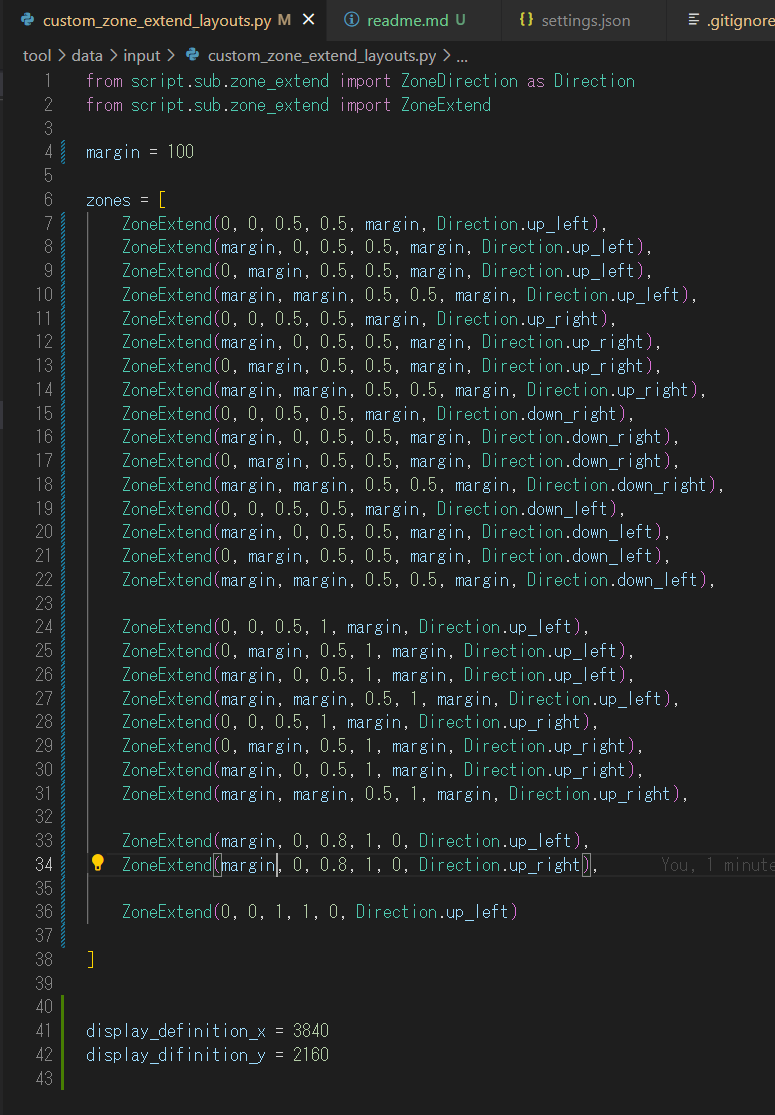 custom_zone_extend_layouts.py M
readme.md U
settings.json
.gitignore
tool > data > input > custom_zone_extend_layouts.py > ...
1 from script.sub.zone_extend import ZoneDirection as Direction
2 from script.sub.zone_extend import ZoneExtend
3
4 margin = 100
5
6 zones = [
7 ZoneExtend(0, 0, 0.5, 0.5, margin, Direction.up_left),
8 ZoneExtend(margin, 0, 0.5, 0.5, margin, Direction.up_left),
9 ZoneExtend(0, margin, 0.5, 0.5, margin, Direction.up_left),
10 ZoneExtend(margin, margin, 0.5, 0.5, margin, Direction.up_left),
11 ZoneExtend(0, 0, 0.5, 0.5, margin, Direction.up_right),
12 ZoneExtend(margin, 0, 0.5, 0.5, margin, Direction.up_right),
13 ZoneExtend(0, margin, 0.5, 0.5, margin, Direction.up_right),
14 ZoneExtend(margin, margin, 0.5, 0.5, margin, Direction.up_right),
15 ZoneExtend(0, 0, 0.5, 0.5, margin, Direction.down_right),
16 ZoneExtend(margin, 0, 0.5, 0.5, margin, Direction.down_right),
17 ZoneExtend(0, margin, 0.5, 0.5, margin, Direction.down_right),
18 ZoneExtend(margin, margin, 0.5, 0.5, margin, Direction.down_right),
19 ZoneExtend(0, 0, 0.5, 0.5, margin, Direction.down_left),
20 ZoneExtend(margin, 0, 0.5, 0.5, margin, Direction.down_left),
21 ZoneExtend(0, margin, 0.5, 0.5, margin, Direction.down_left),
22 ZoneExtend(margin, margin, 0.5, 0.5, margin, Direction.down_left),
23
24 ZoneExtend(0, 0, 0.5, 1, margin, Direction.up_left),
25 ZoneExtend(0, margin, 0.5, 1, margin, Direction.up_left),
26 ZoneExtend(margin, 0, 0.5, 1, margin, Direction.up_left),
27 ZoneExtend(margin, margin, 0.5, 1, margin, Direction.up_left),
28 ZoneExtend(0, 0, 0.5, 1, margin, Direction.up_right),
29 ZoneExtend(0, margin, 0.5, 1, margin, Direction.up_right),
30 ZoneExtend(margin, 0, 0.5, 1, margin, Direction.up_right),
31 ZoneExtend(margin, margin, 0.5, 1, margin, Direction.up_right),
32
33 ZoneExtend(margin, 0, 0.8, 1, 0, Direction.up_left),
34 ZoneExtend(margin, 0, 0.8, 1, 0, Direction.up_right), You, 1 minute
35
36 ZoneExtend(0, 0, 1, 1, 0, Direction.up_left)
37
38 ]
39
40
41 display_definition_x = 3840
42 display_difinition_y = 2160
43